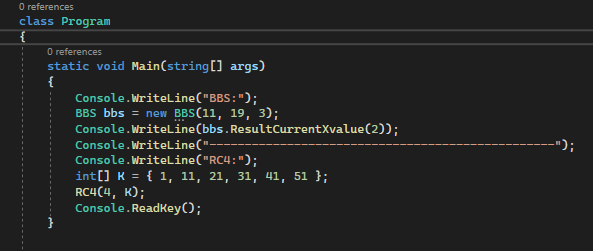 0 references
class Program
{
0 references
static void Main(string[] args)
{
Console.WriteLine("BBS:");
BBS bbs = new BBS(11, 19, 3);
Console.WriteLine(bbs.ResultCurrentXvalue(2));
Console.WriteLine("-------------------------------------------------");
Console.WriteLine("RC4:");
int[] K = { 1, 11, 21, 31, 41, 51 };
RC4(4, K);
Console.ReadKey();
}